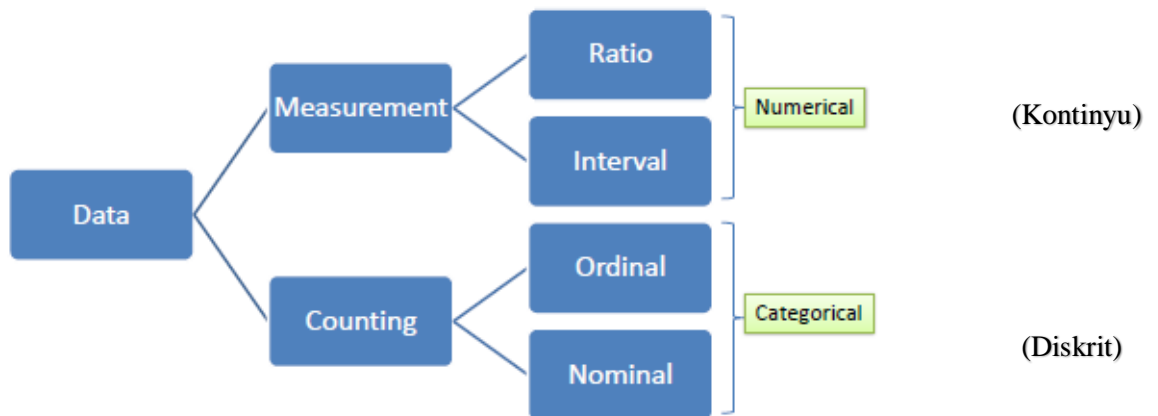 Ratio
Measurement
Numerical
(Kontinyu)
Interval
Data
Ordinal
Counting
Categorical
(Diskrit)
Nominal